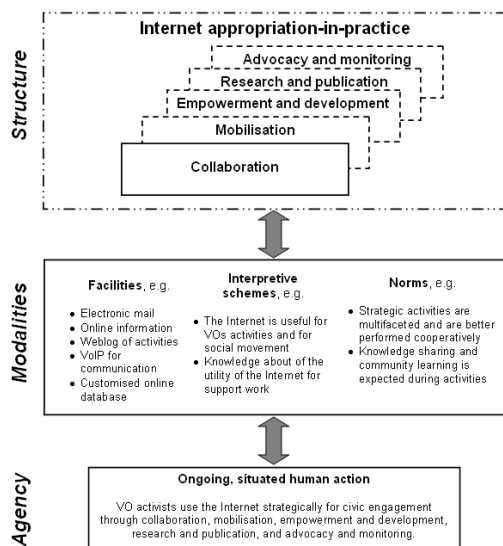 Structure
Internet appropriation-in-practice
Advocacy and monitoring
Research and publication
Empowerment and development
Mobilisation
Collaboration
Modalities
Facilities, e.g.
• Electronic mail
• Online information
• Weblog of activities
• VoIP for
communication
• Customised online
database
Interpretive
schemes, e.g.
• The Internet is useful for
VOs activities and for
social movement
• Knowledge about of the
utility of the Internet for
support work
Norms, e.g.
• Strategic activities are
multifaceted and are better
performed cooperatively
• Knowledge sharing and
community learning is
expected during activities
Agency
Ongoing, situated human action
VO activists use the Internet strategically for civic engagement
through collaboration, mobilisation, empowerment and development,
research and publication, and advocacy and monitoring.